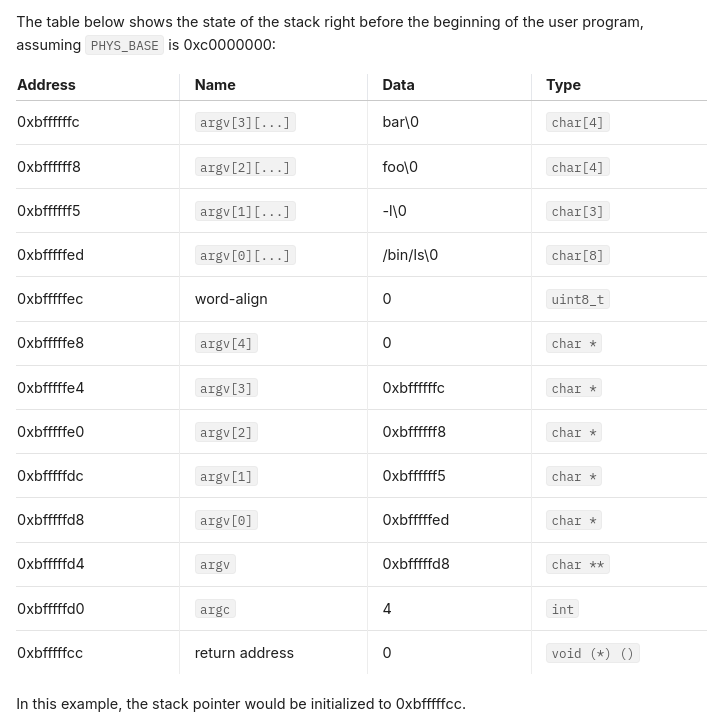 The table below shows the state of the stack right before the beginning of the user program,
assuming PHYS_BASE is 0xc0000000:
Address Name Data Type
0xbffffffc argv[3][...] bar\0 char[4]
0xbffffff8 argv[2][...] foo\0 char[4]
0xbffffff5 argv[1][...] -l\0 char[3]
0xbfffffed argv[0][...] /bin/ls\0 char[8]
0xbfffffec word-align 0 uint8_t
0xbfffffe8 argv[4] 0 char *
0xbfffffe4 argv[3] 0xbffffffc char *
0xbfffffe0 argv[2] 0xbffffff8 char *
0xbfffffdc argv[1] 0xbffffff5 char *
0xbfffffd8 argv[0] 0xbfffffed char *
0xbfffffd4 argv 0xbfffffd8 char **
0xbfffffd0 argc 4 int
0xbfffffcc return address 0 void (*) ()
In this example, the stack pointer would be initialized to 0xbfffffcc.